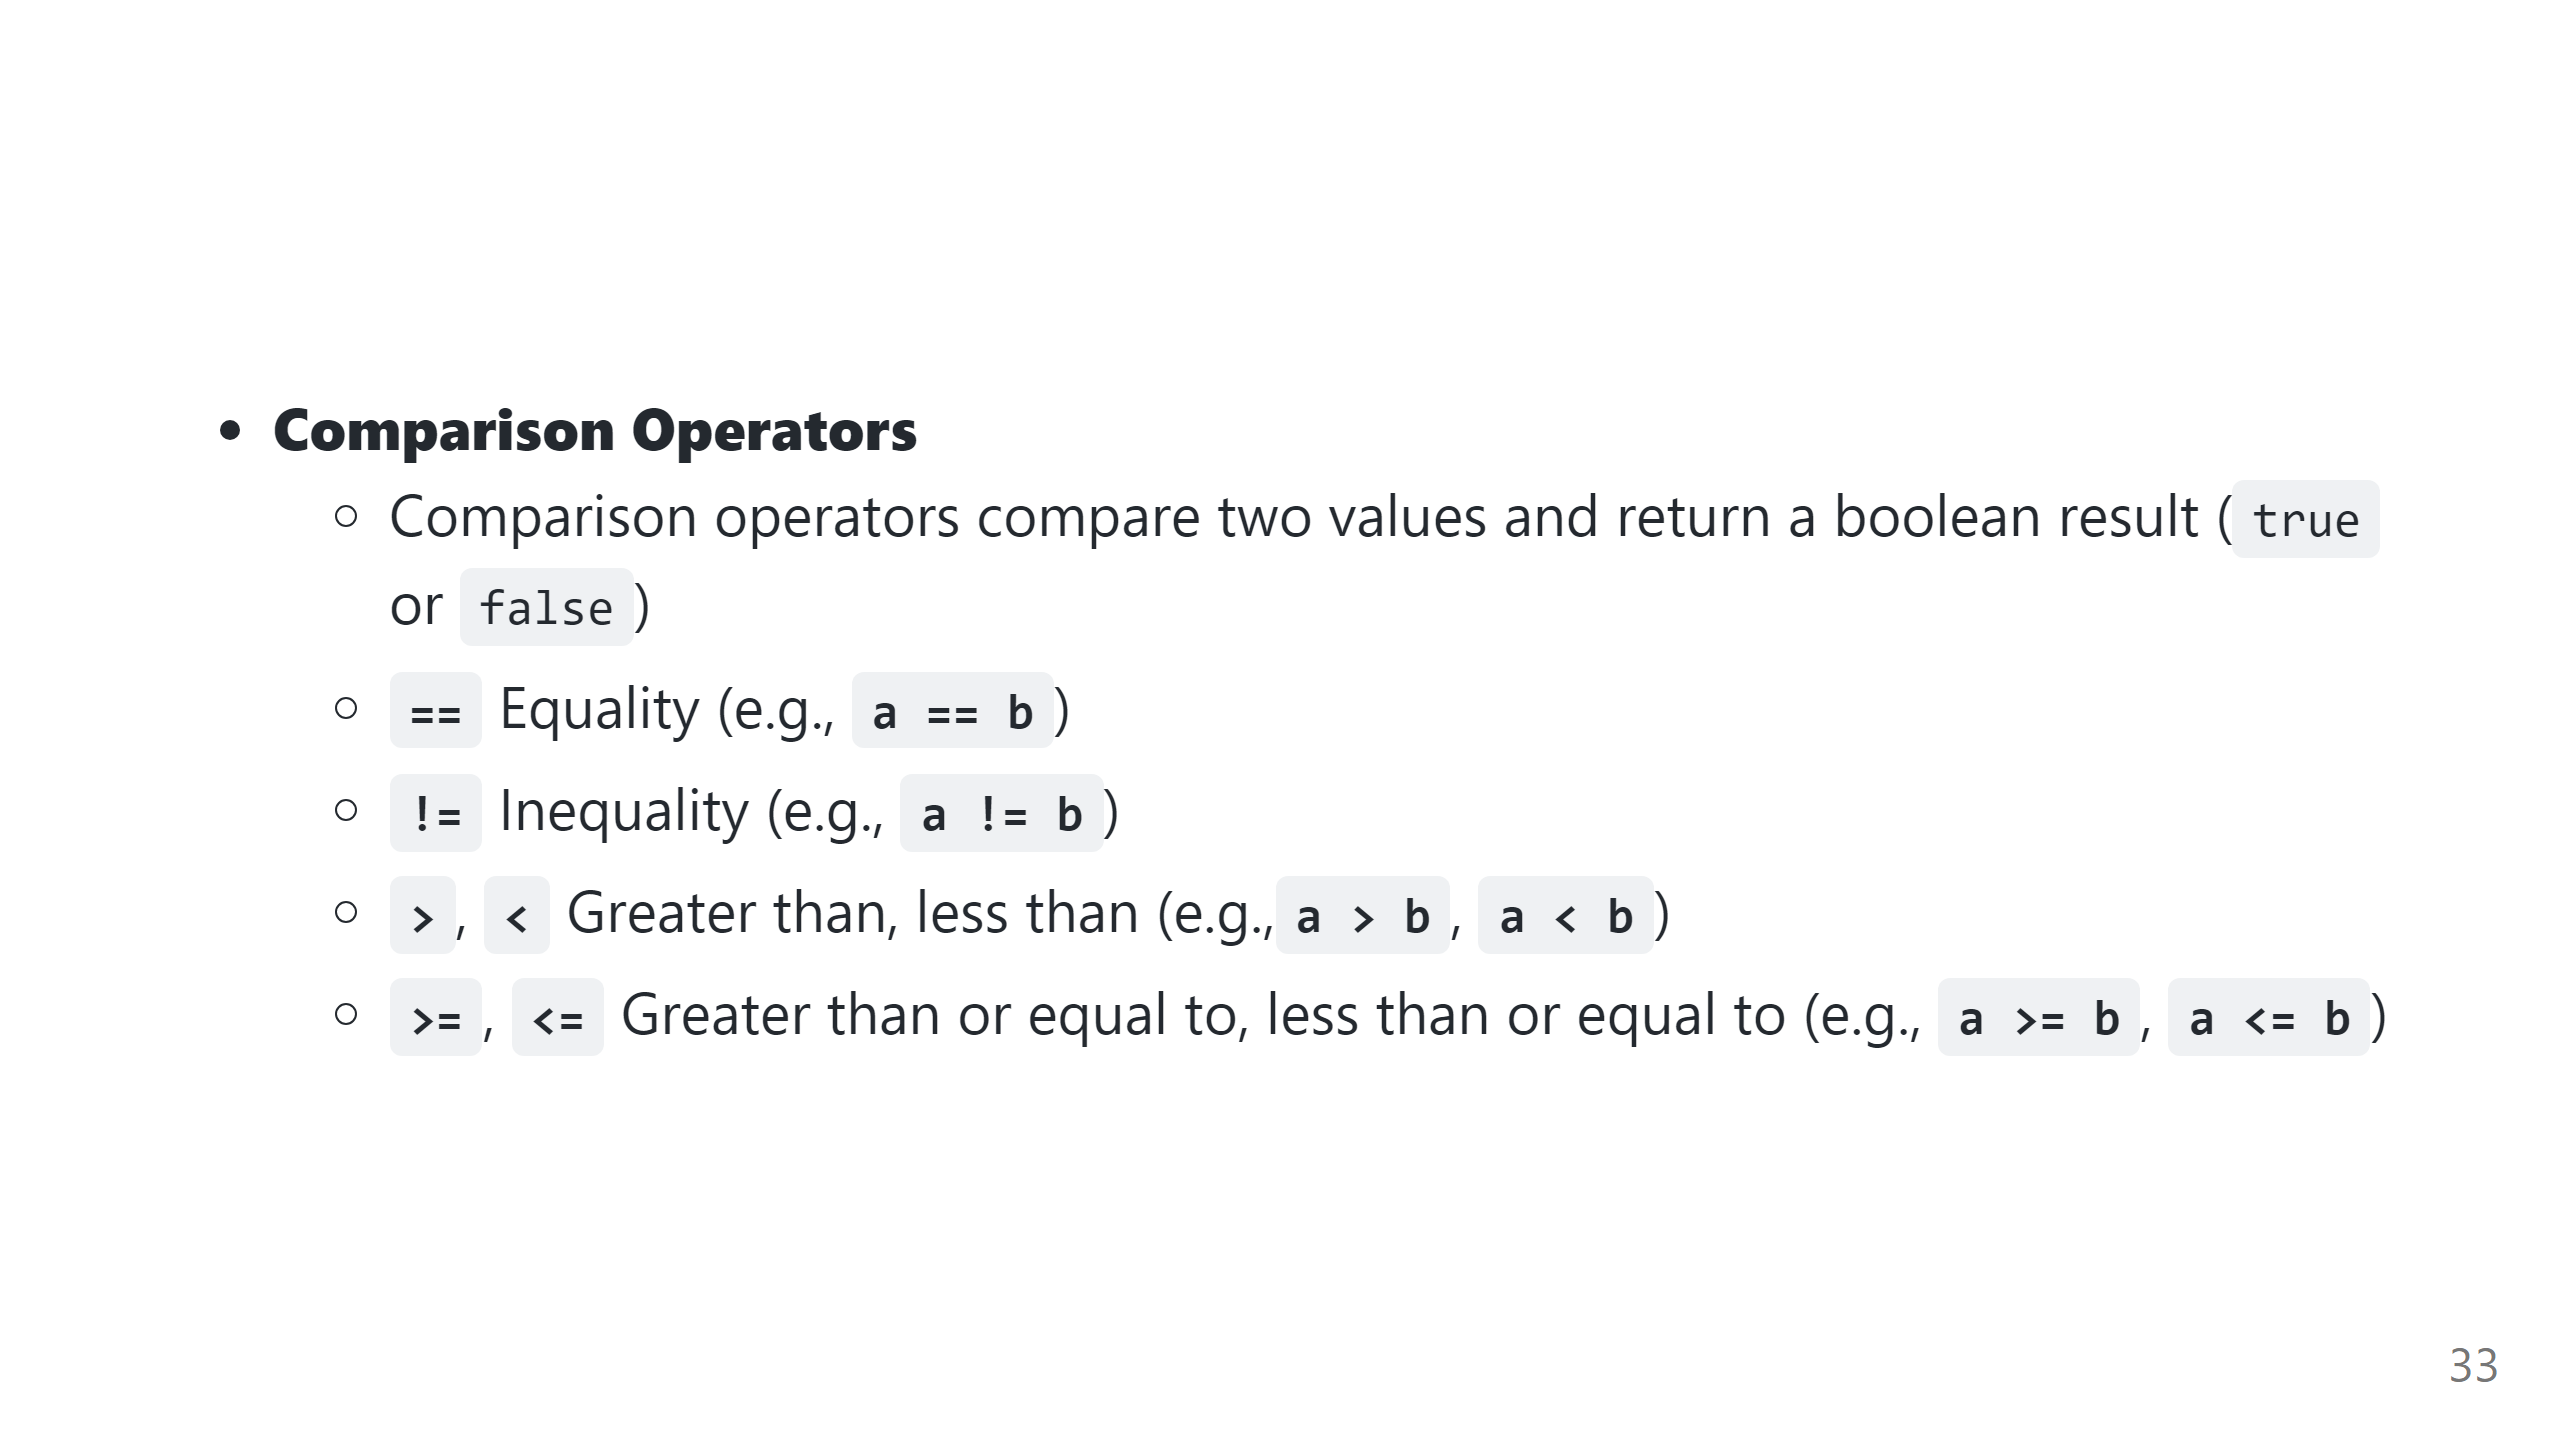 • Comparison Operators
○ Comparison operators compare two values and return a boolean result (true
or false)
○ == Equality (e.g., a == b)
○ != Inequality (e.g., a != b)
○ >, < Greater than, less than (e.g.,a > b, a < b)
○ >=, <= Greater than or equal to, less than or equal to (e.g., a >= b, a <= b)
33